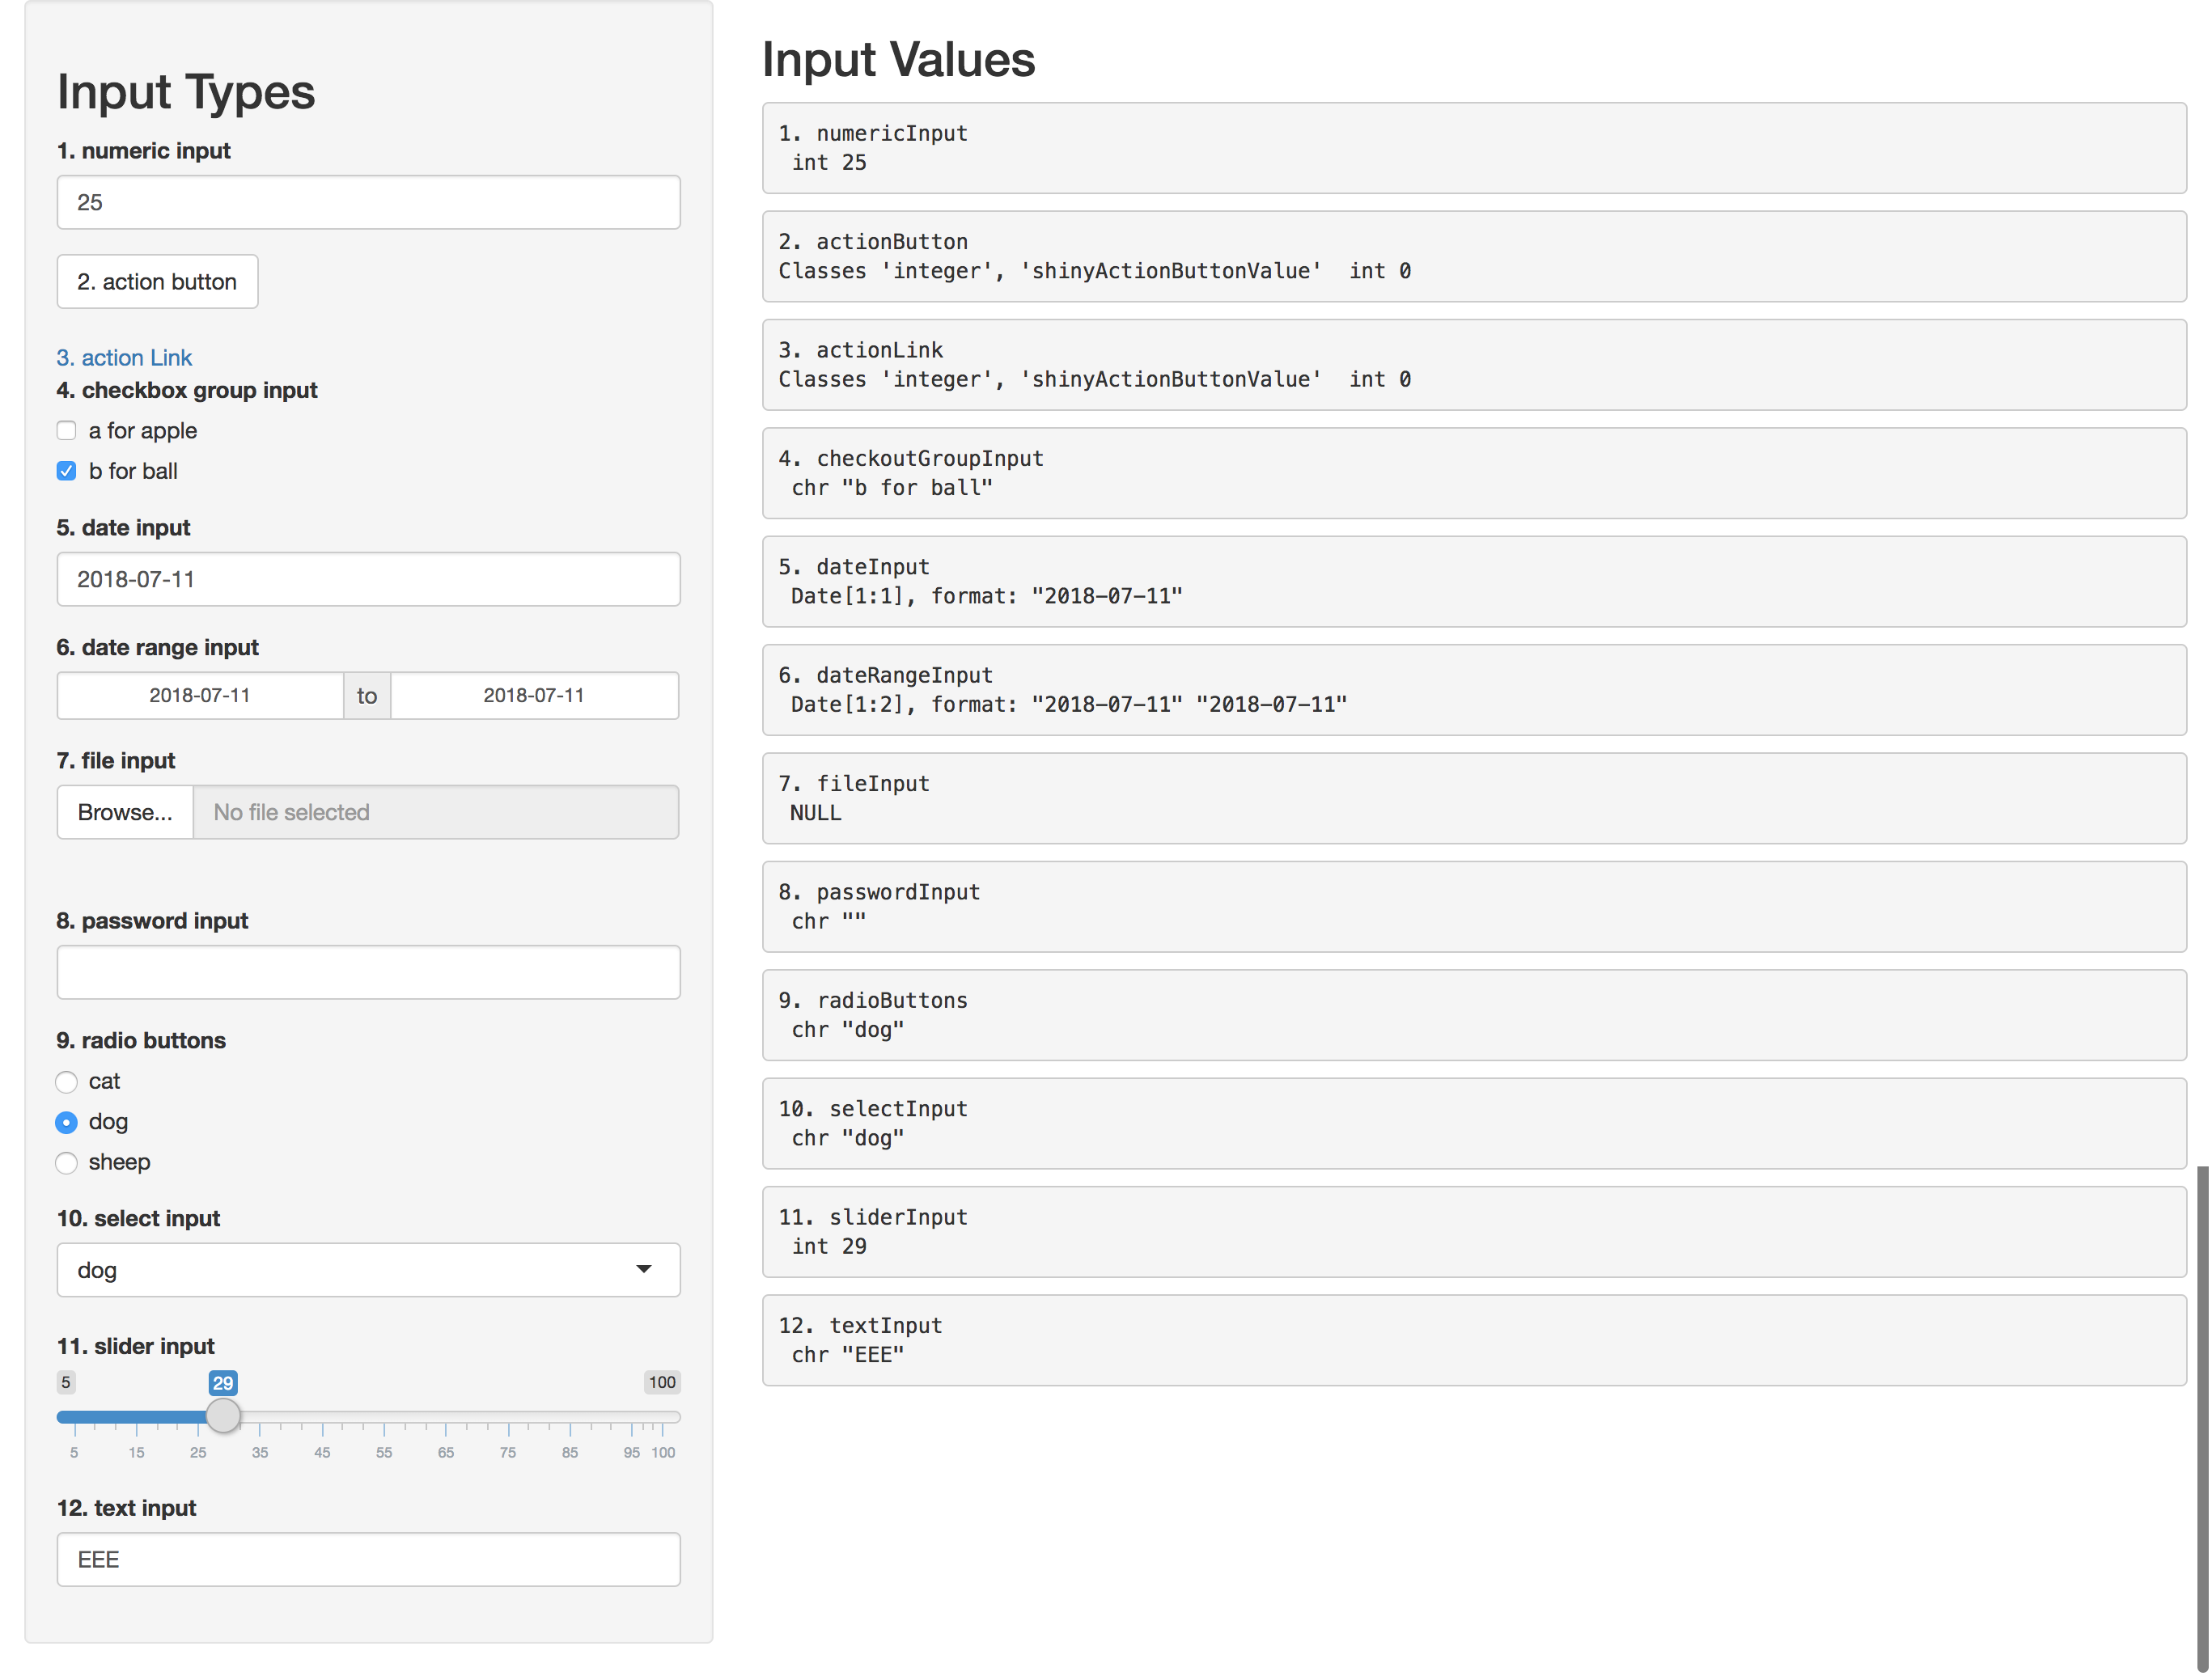 Input Types
1. numeric input
25
2. action button
3. action Link
4. checkbox group input
a for apple
b for ball
5. date input
2018-07-11
6. date range input
2018-07-11 to 2018-07-11
7. file input
Browse... No file selected
8. password input
9. radio buttons
cat
dog
sheep
10. select input
dog
11. slider input
5 29 100
5 15 25 35 45 55 65 75 85 95 100
12. text input
EEE
Input Values
1. numericInput
int 25
2. actionButton
Classes 'integer', 'shinyActionButtonValue'  int 0
3. actionLink
Classes 'integer', 'shinyActionButtonValue'  int 0
4. checkoutGroupInput
chr "b for ball"
5. dateInput
Date[1:1], format: "2018-07-11"
6. dateRangeInput
Date[1:2], format: "2018-07-11" "2018-07-11"
7. fileInput
NULL
8. passwordInput
chr ""
9. radioButtons
chr "dog"
10. selectInput
chr "dog"
11. sliderInput
int 29
12. textInput
chr "EEE"